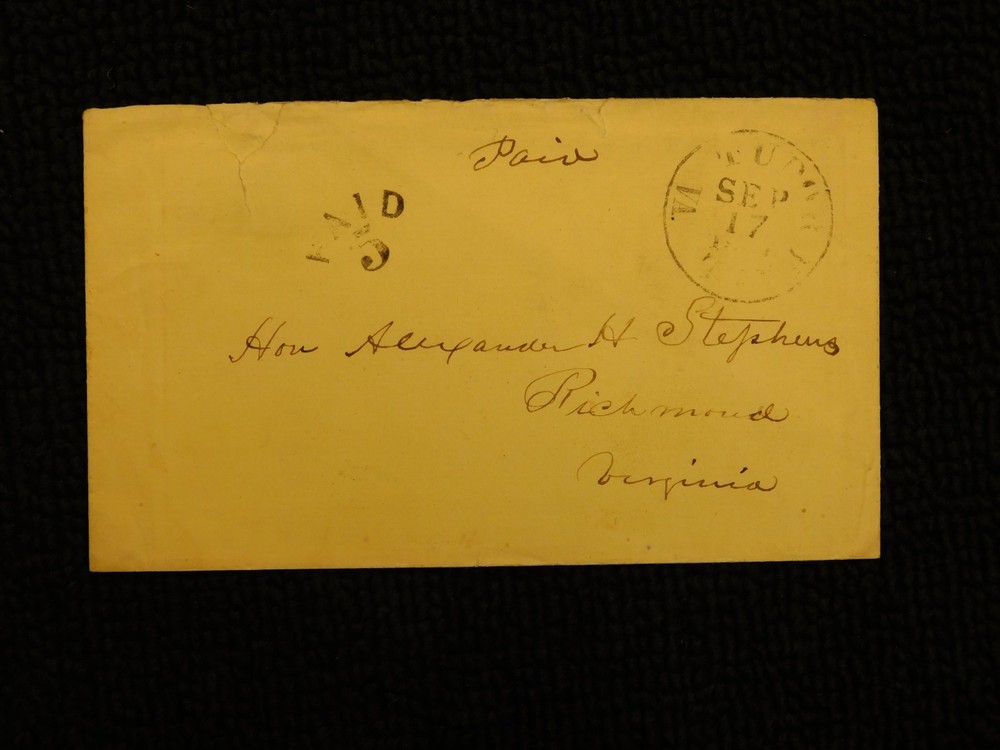 Paid
PAID
5
SEP
17
Hon Alexander H Stephens
Richmond
Virginia